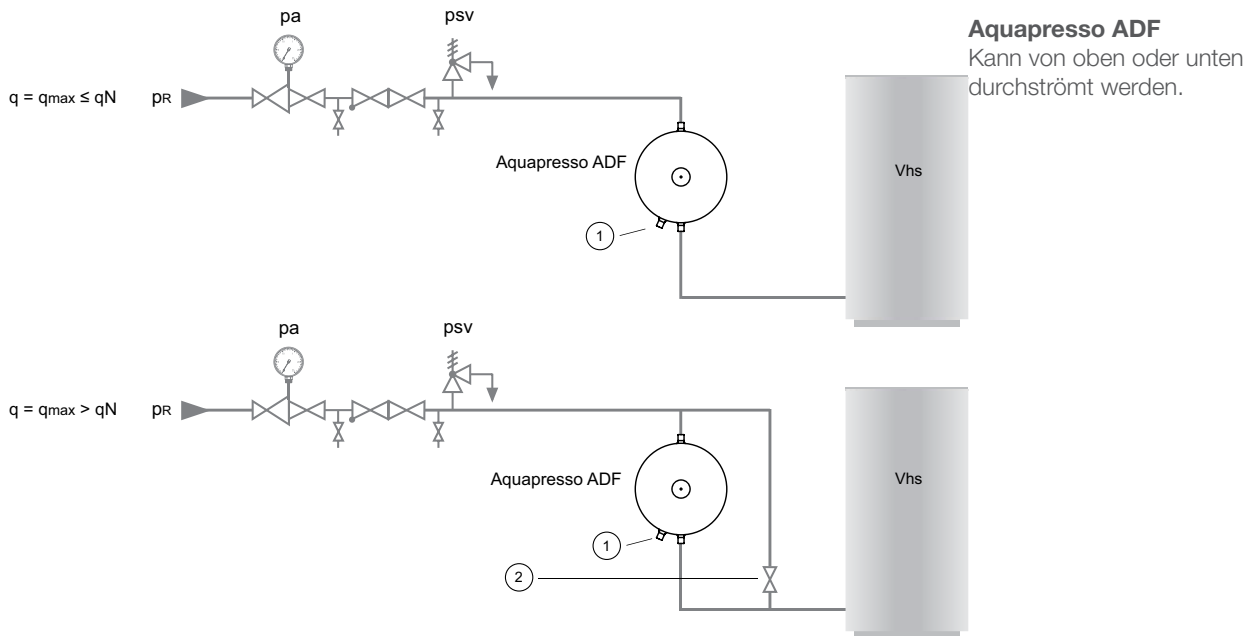 pa
psv
Aquapresso ADF
Kann von oben oder unten
durchströmt werden.
q = qmax ≤ qN
pR
Aquapresso ADF
Vhs
1
pa
psv
q = qmax > qN
pR
Aquapresso ADF
Vhs
1
2